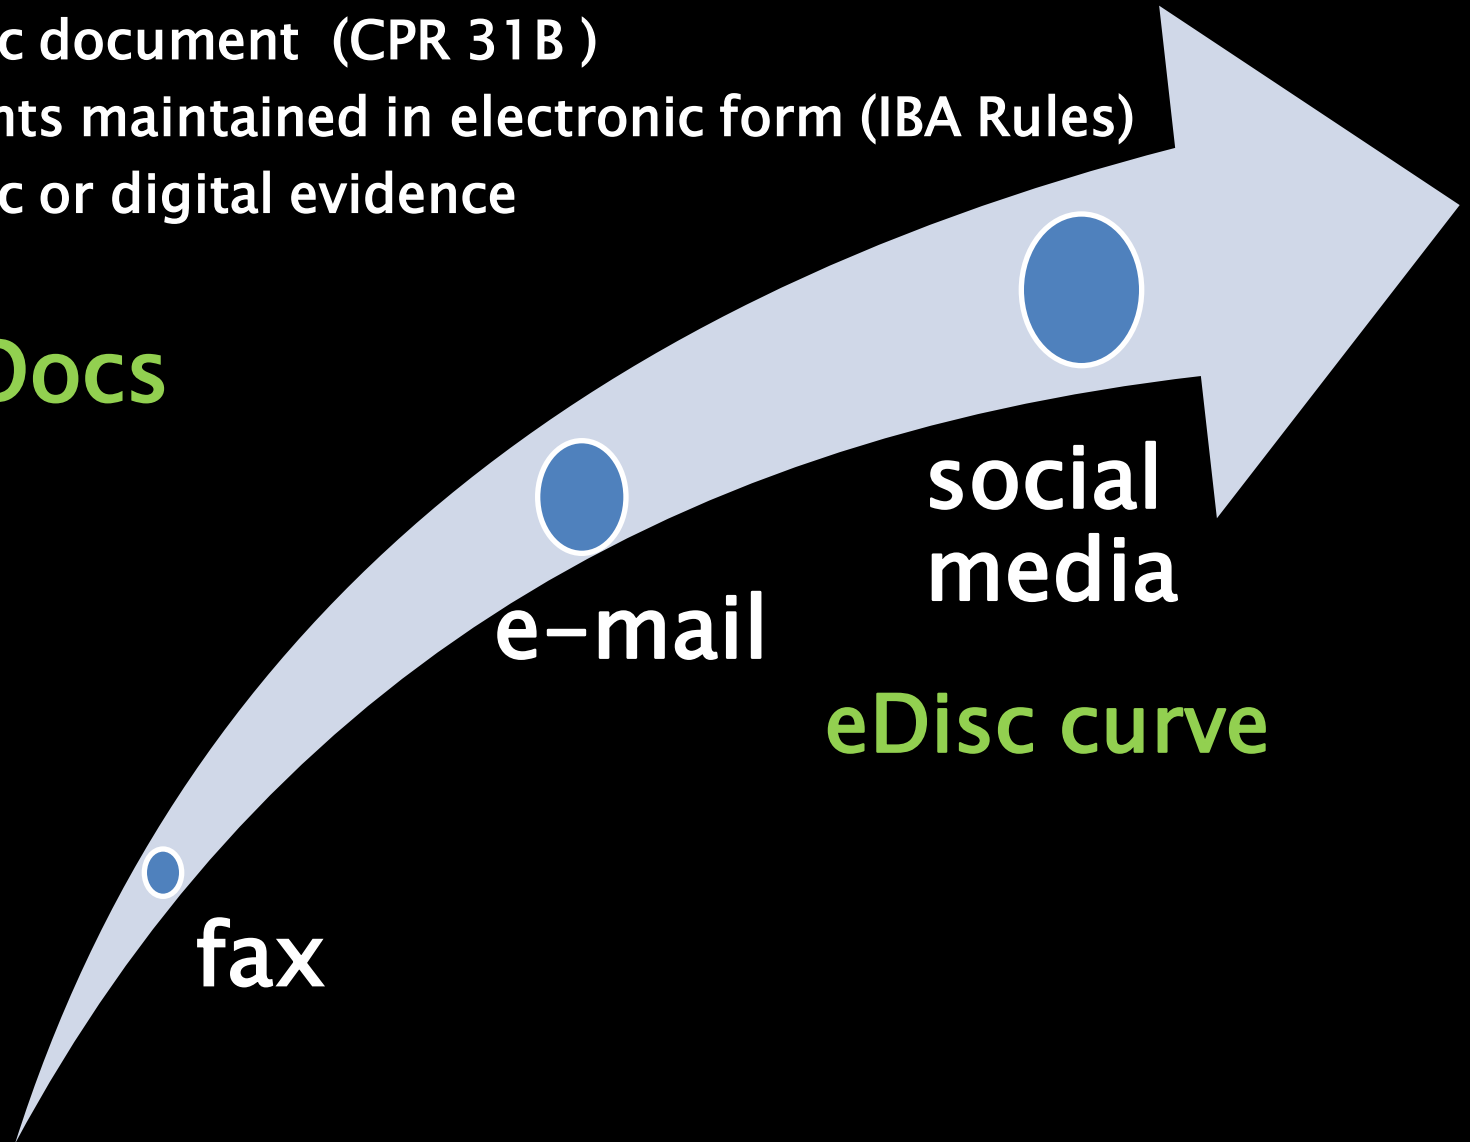 c document (CPR 31B )
nts maintained in electronic form (IBA Rules)
c or digital evidence
Docs
social
media
e-mail
eDisc curve
fax